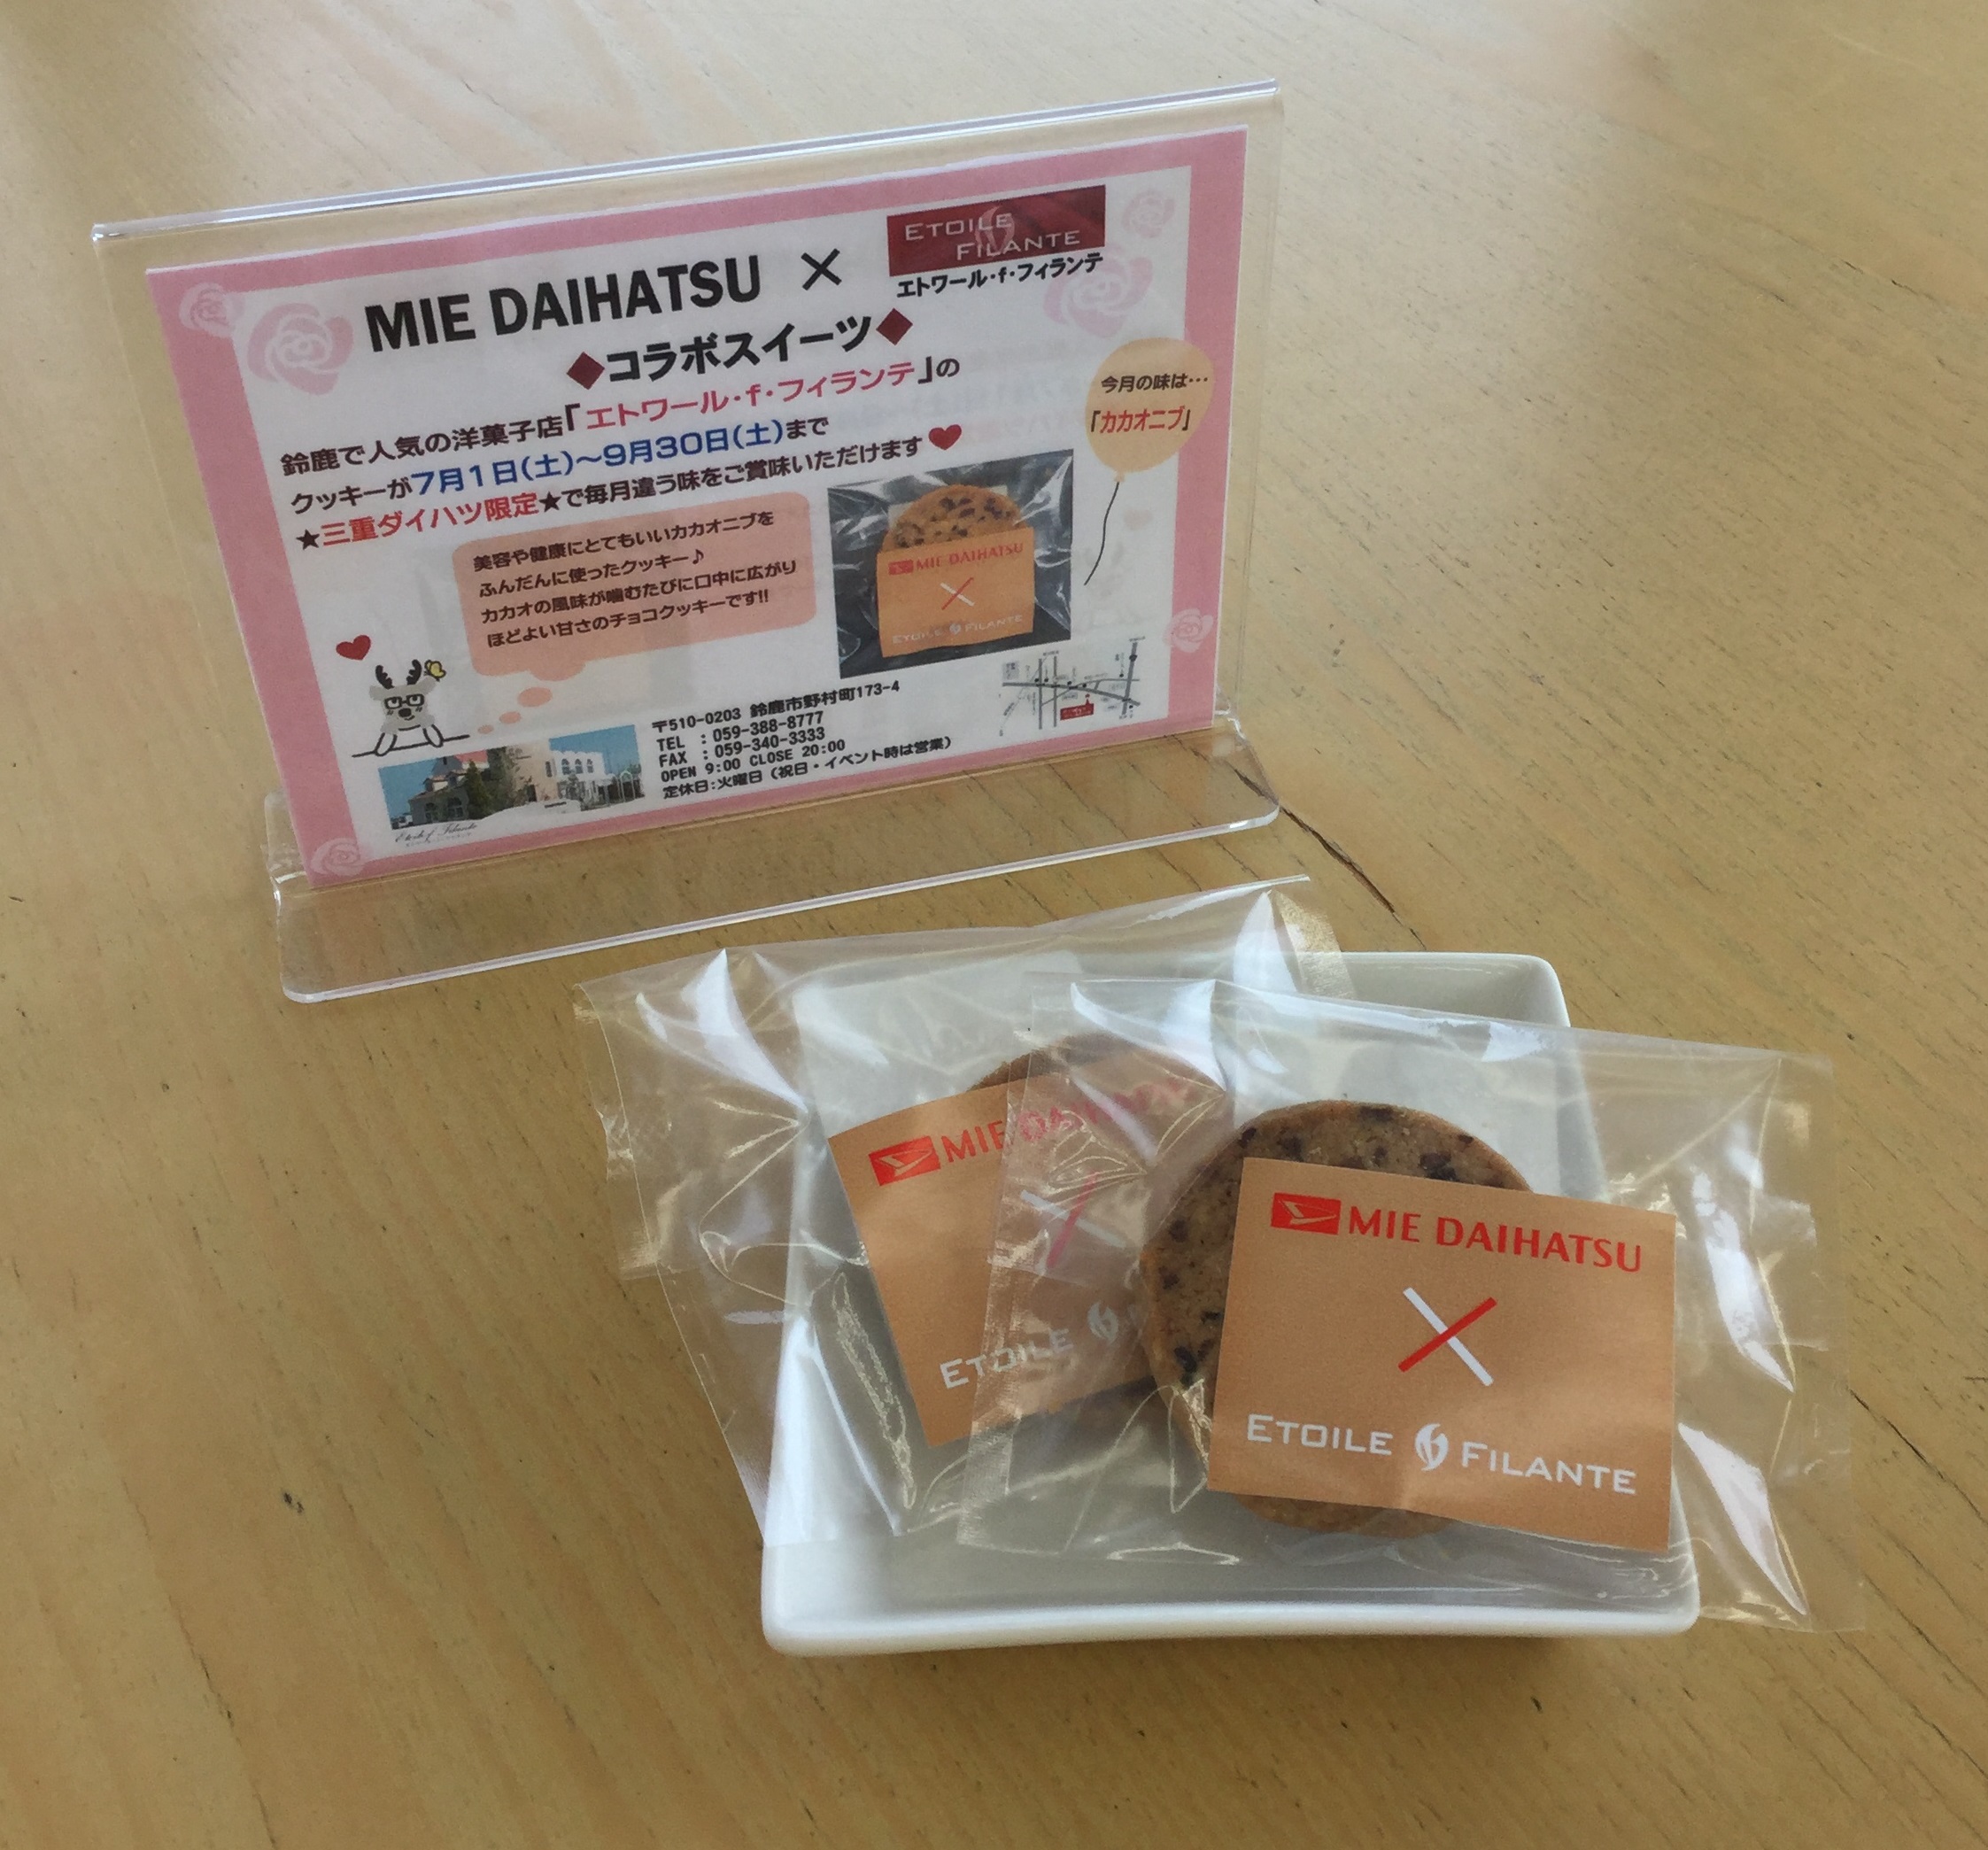 MIE DAIHATSU × ETOILE FILANTE
エトワール・f・フィランテ
◆コラボスイーツ◆
鈴鹿で人気の洋菓子店「エトワール・f・フィランテ」の
クッキーが7月1日(土)～9月30日(土)まで
★三重ダイハツ限定★で毎月違う味をご賞味いただけます
今月の味は…
「カカオニブ」
美容や健康にとてもいいカカオニブを
ふんだんに使ったクッキー♪
カカオの風味が噛むたびに口中に広がり
ほどよい甘さのチョコクッキーです!!
MIE DAIHATSU
×
ETOILE FILANTE
〒510-0203 鈴鹿市野村町173-4
TEL :059-388-8777
FAX :059-340-3333
OPEN 9:00 CLOSE 20:00
定休日:火曜日（祝日・イベント時は営業）
Etoile f Filante
MIE DAIHATSU
×
ETOILE
MIE DAIHATSU
×
ETOILE FILANTE